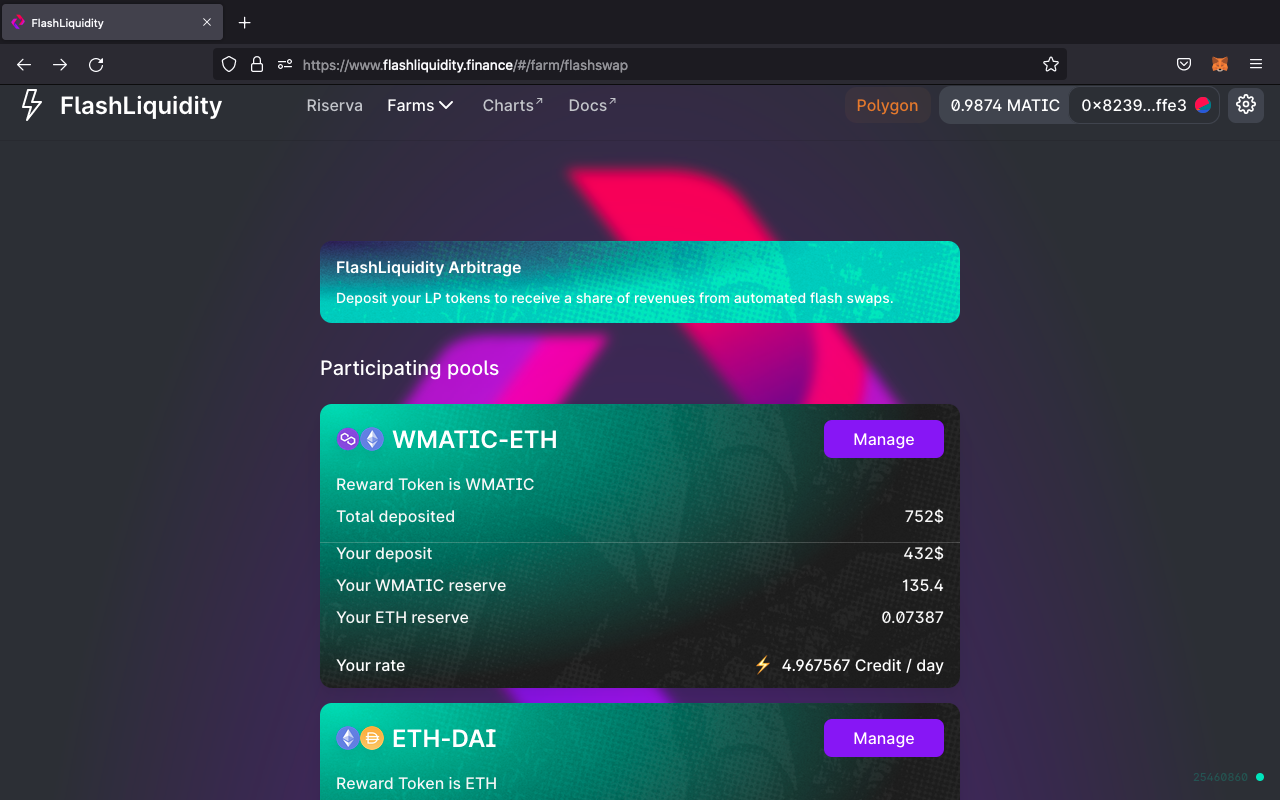 FlashLiquidity
https://www.flashliquidity.finance/#/farm/flashswap
FlashLiquidity Riserva Farms Charts↗ Docs↗ Polygon 0.9874 MATIC 0x8239...ffe3
FlashLiquidity Arbitrage
Deposit your LP tokens to receive a share of revenues from automated flash swaps.
Participating pools
WMATIC-ETH Manage
Reward Token is WMATIC
Total deposited 752$
Your deposit 432$
Your WMATIC reserve 135.4
Your ETH reserve 0.07387
Your rate ⚡ 4.967567 Credit / day
ETH-DAI Manage
Reward Token is ETH
25460860